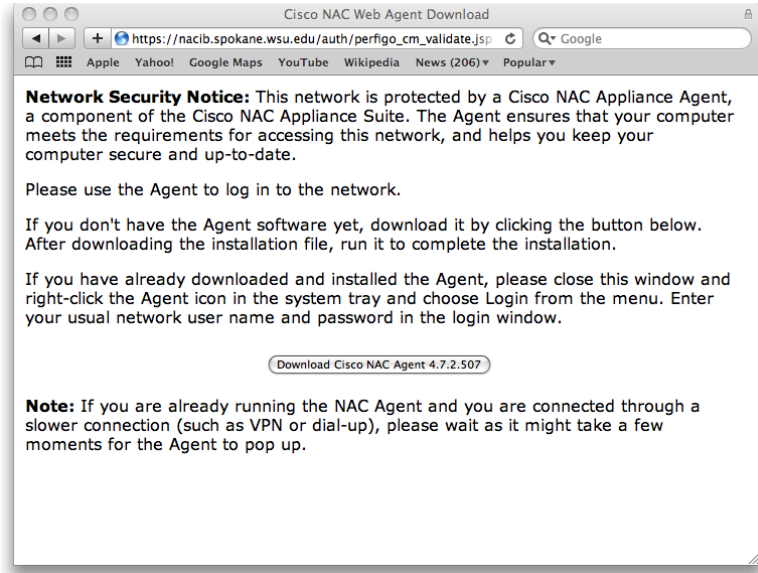 Cisco NAC Web Agent Download
https://nacib.spokane.wsu.edu/auth/perfigo_cm_validate.jsp
Google
Apple Yahoo! Google Maps YouTube Wikipedia News (206) Popular
Network Security Notice: This network is protected by a Cisco NAC Appliance Agent,
a component of the Cisco NAC Appliance Suite. The Agent ensures that your computer
meets the requirements for accessing this network, and helps you keep your
computer secure and up-to-date.
Please use the Agent to log in to the network.
If you don't have the Agent software yet, download it by clicking the button below.
After downloading the installation file, run it to complete the installation.
If you have already downloaded and installed the Agent, please close this window and
right-click the Agent icon in the system tray and choose Login from the menu. Enter
your usual network user name and password in the login window.
Download Cisco NAC Agent 4.7.2.507
Note: If you are already running the NAC Agent and you are connected through a
slower connection (such as VPN or dial-up), please wait as it might take a few
moments for the Agent to pop up.